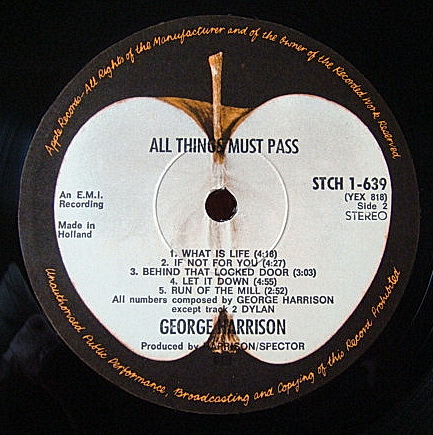 Apple Records-All Rights of the Manufacturer and of the Owner of the Recorded Work Reserved
ALL THINGS MUST PASS
STCH 1-639
(YEX 818)
Side 2
STEREO
An E.M.I.
Recording
Made in
Holland
1. WHAT IS LIFE (4:18)
2. IF NOT FOR YOU (4:27)
3. BEHIND THAT LOCKED DOOR (3:03)
4. LET IT DOWN (4:55)
5. RUN OF THE MILL (2:52)
All numbers composed by GEORGE HARRISON
except track 2 DYLAN
GEORGE HARRISON
Produced by HARRISON/SPECTOR
Unauthorised Public Performance, Broadcasting and Copying of this Record Prohibited